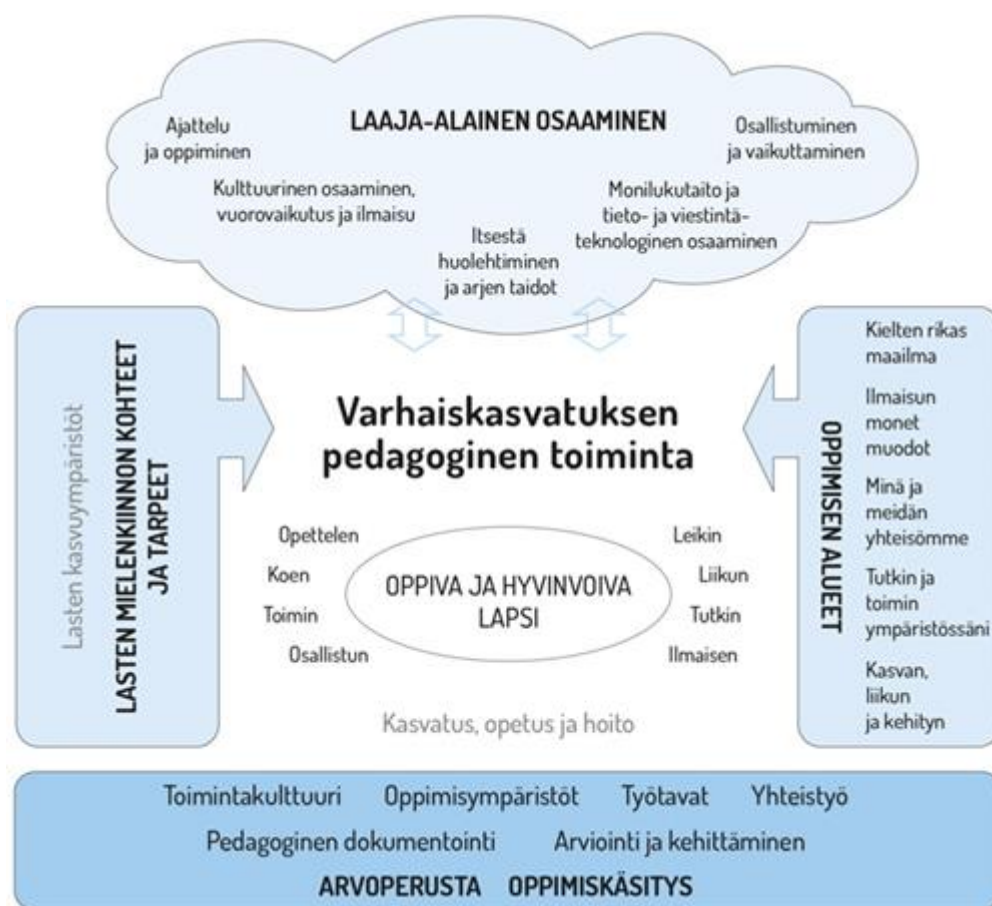 LAAJA-ALAINEN OSAAMINEN
Ajattelu
ja oppiminen
Osallistuminen
ja vaikuttaminen
Kulttuurinen osaaminen,
vuorovaikutus ja ilmaisu
Monilukutaito ja
tieto- ja viestintä-
teknologinen osaaminen
Itsestä
huolehtiminen
ja arjen taidot
Lasten kasvuympäristöt
LASTEN MIELENKIINNON KOHTEET
JA TARPEET
Varhaiskasvatuksen
pedagoginen toiminta
Opettelen
Koen
Toimin
Osallistun
OPPIVA JA HYVINVOIVA
LAPSI
Leikin
Liikun
Tutkin
Ilmaisen
Kasvatus, opetus ja hoito
OPPIMISEN ALUEET
Kielten rikas
maailma
Ilmaisun
monet
muodot
Minä ja
meidän
yhteisömme
Tutkin ja
toimin
ympäristössäni
Kasvan,
liikun
ja kehityn
Toimintakulttuuri Oppimisympäristöt Työtavat Yhteistyö
Pedagoginen dokumentointi Arviointi ja kehittäminen
ARVOPERUSTA OPPIMISKÄSITYS